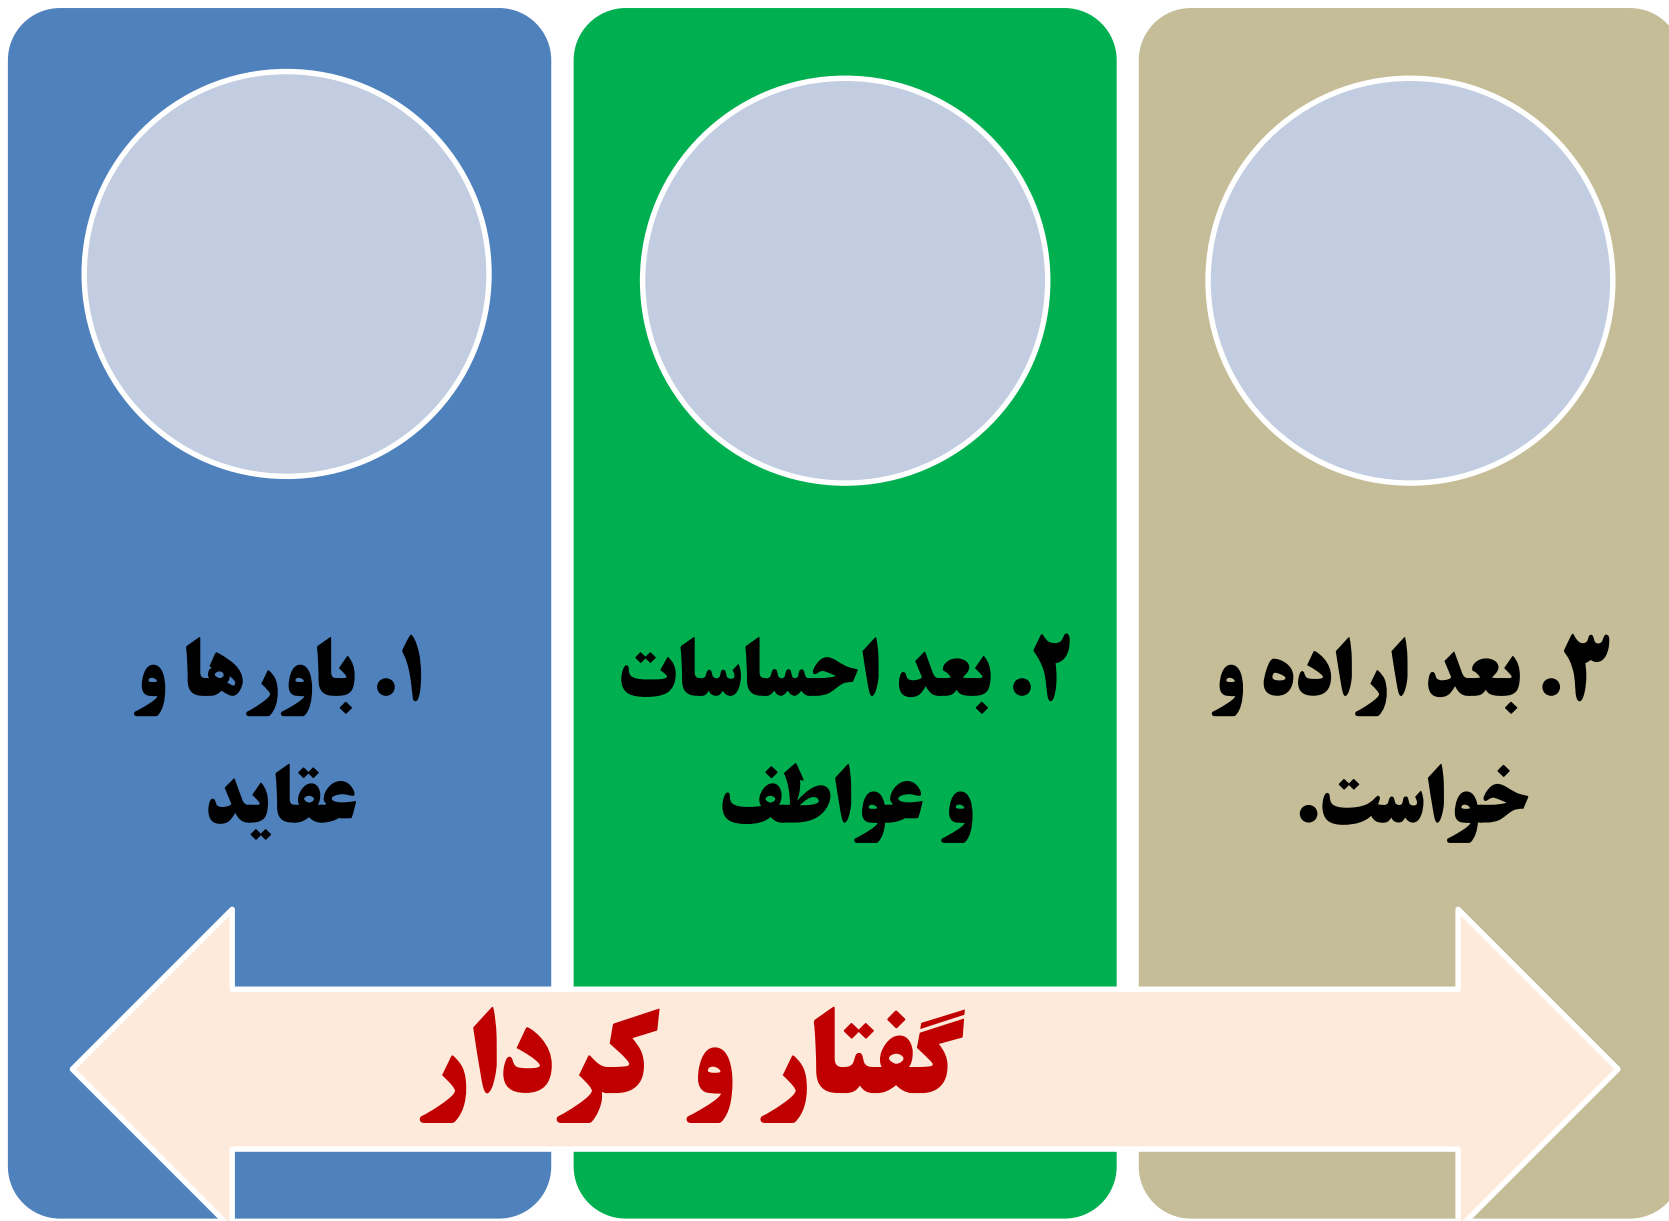 ۱. باورها و
عقاید
۲. بعد احساسات
و عواطف
۳. بعد اراده و
خواست.
گفتار و کردار